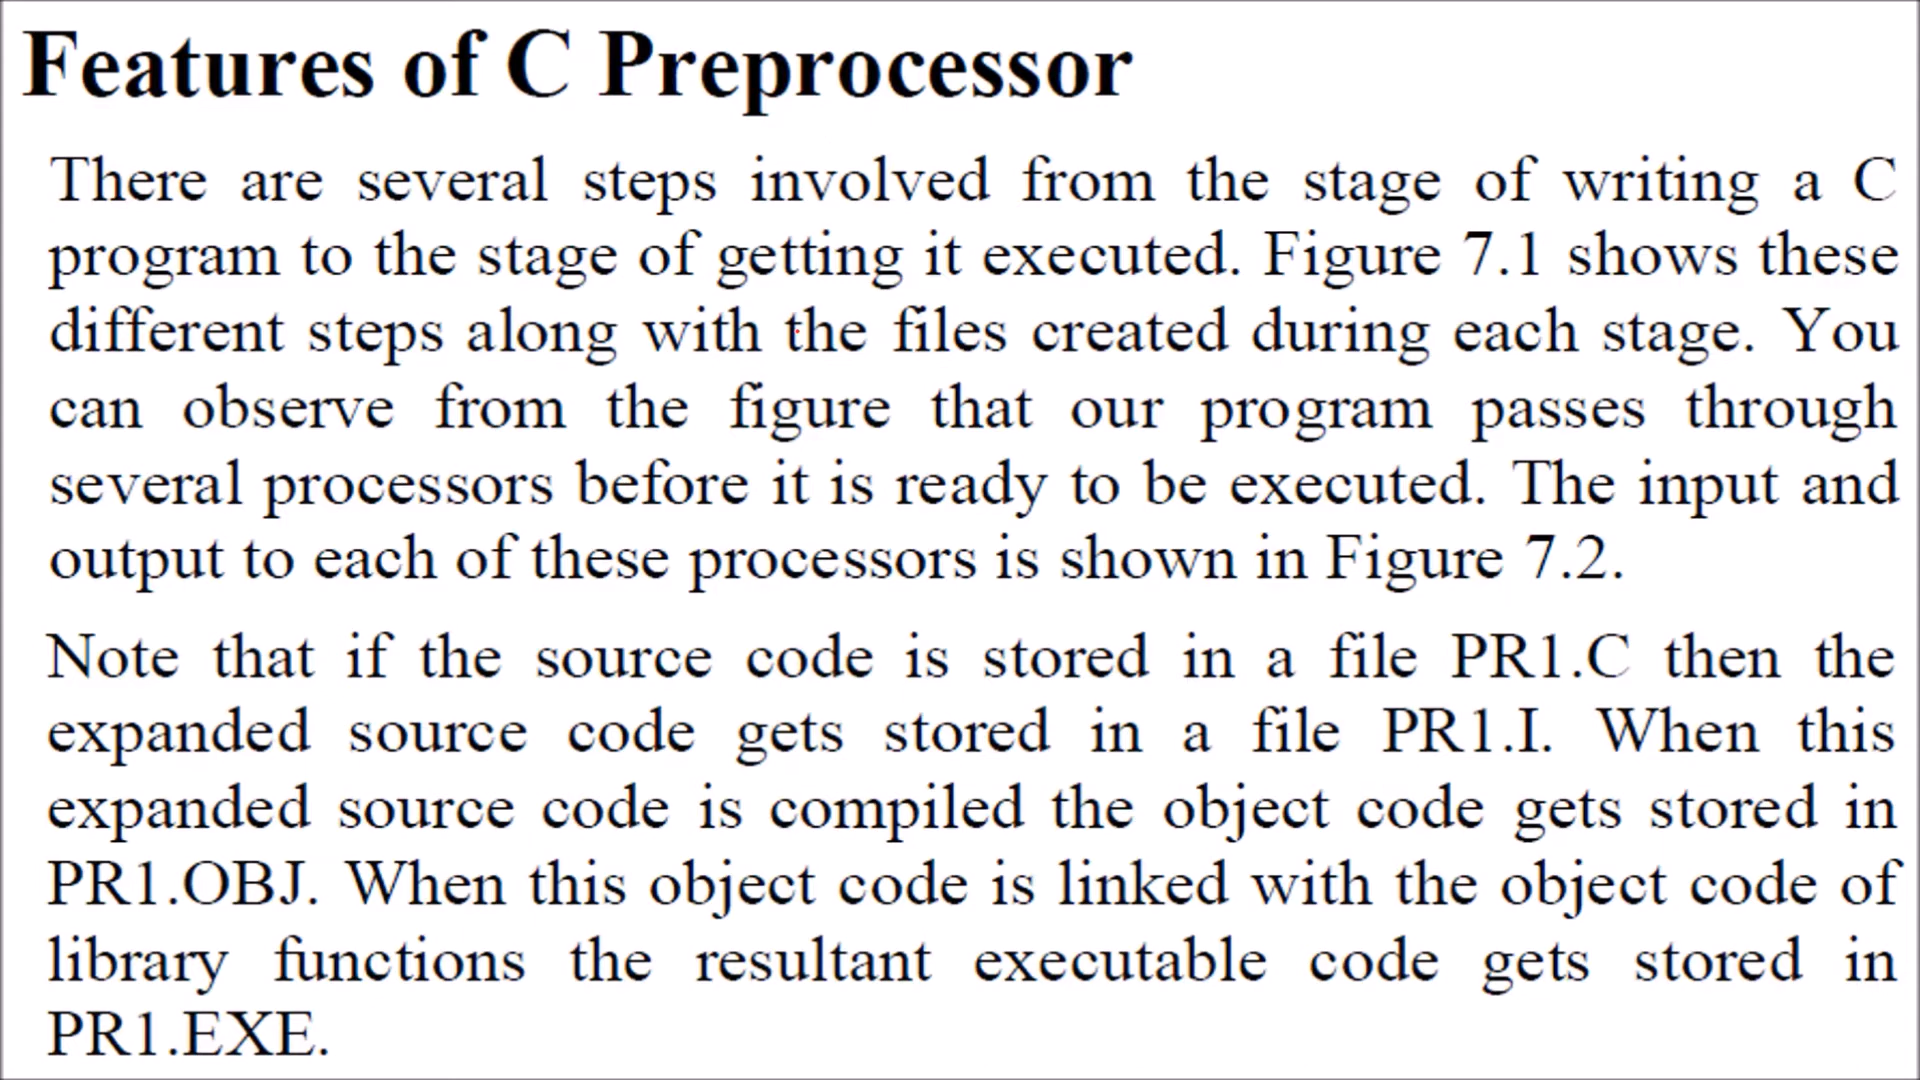 Features of C Preprocessor
There are several steps involved from the stage of writing a C
program to the stage of getting it executed. Figure 7.1 shows these
different steps along with the files created during each stage. You
can observe from the figure that our program passes through
several processors before it is ready to be executed. The input and
output to each of these processors is shown in Figure 7.2.
Note that if the source code is stored in a file PR1.C then the
expanded source code gets stored in a file PR1.I. When this
expanded source code is compiled the object code gets stored in
PR1.OBJ. When this object code is linked with the object code of
library functions the resultant executable code gets stored in
PR1.EXE.